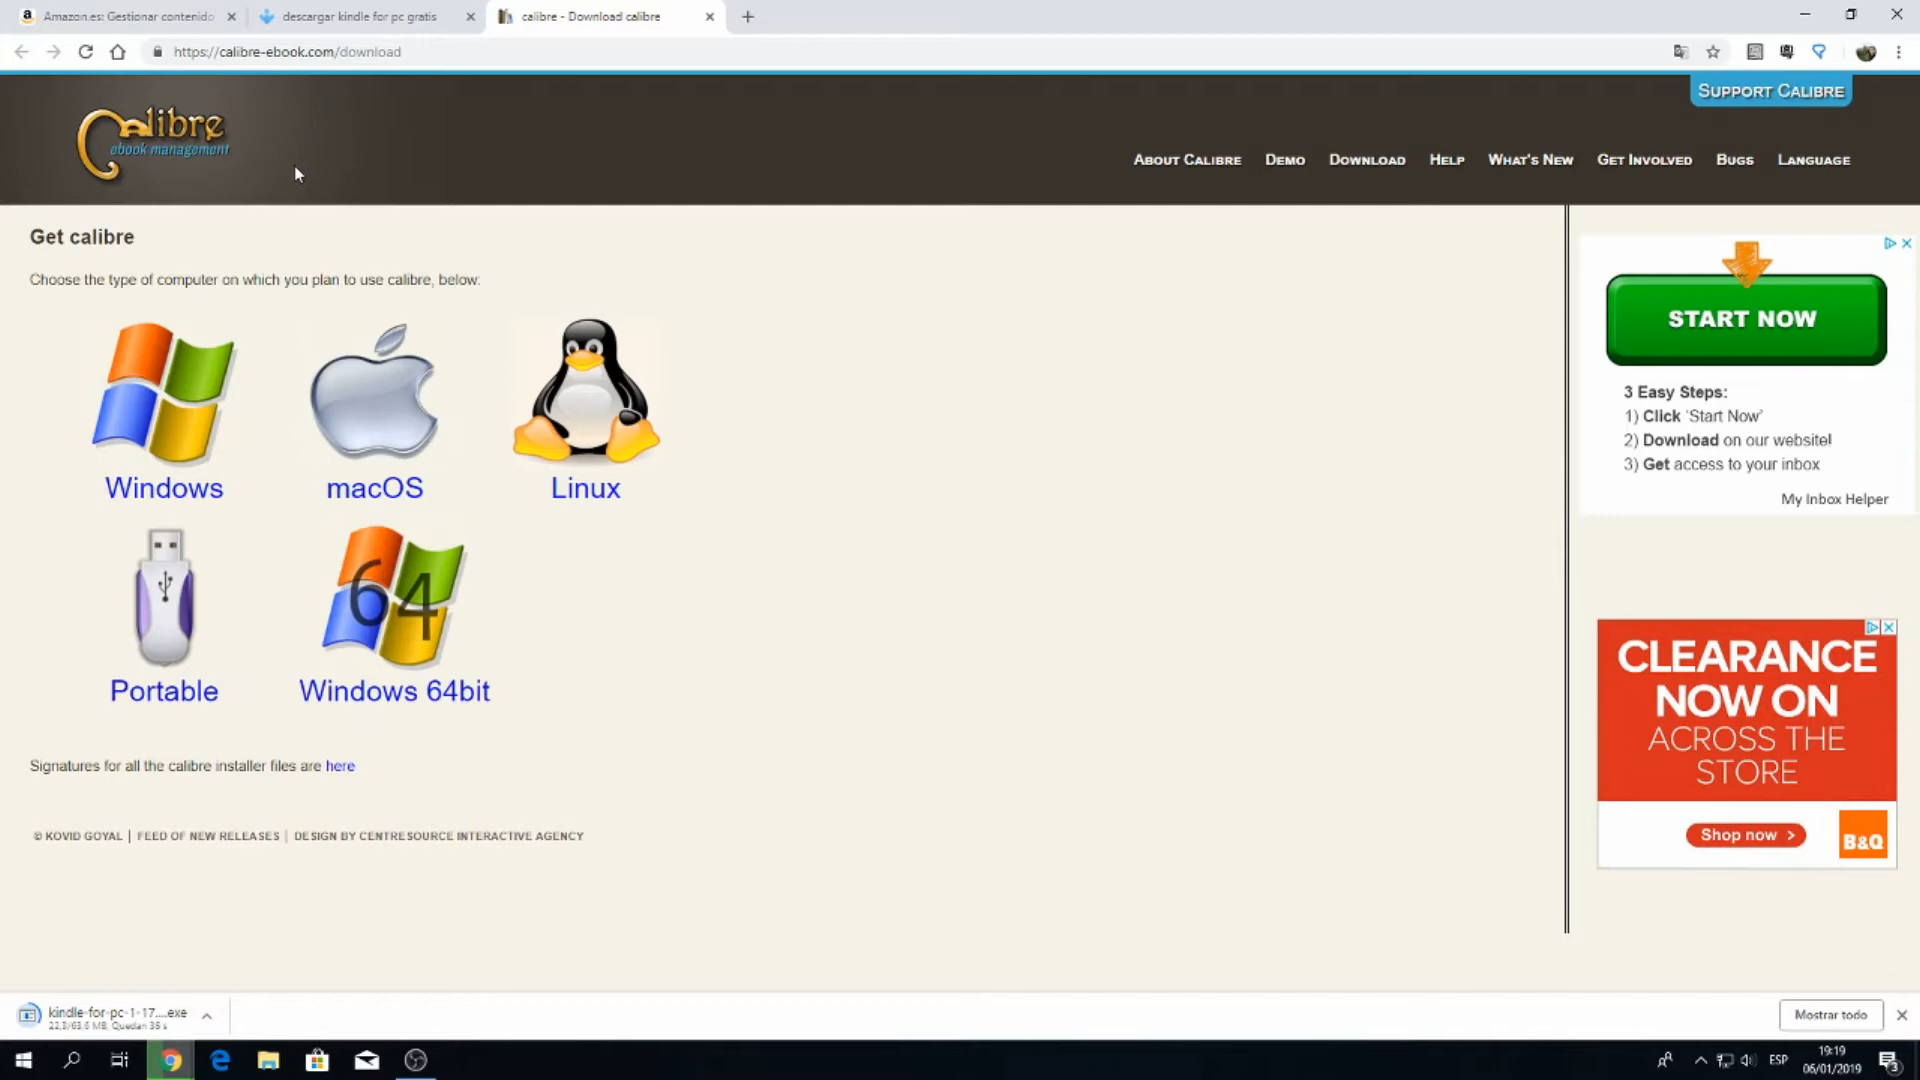 Amazon.es: Gestionar contenido
descargar kindle for pc gratis
calibre - Download calibre
https://calibre-ebook.com/download
SUPPORT CALIBRE
Calibre
ebook management
ABOUT CALIBRE DEMO DOWNLOAD HELP WHAT'S NEW GET INVOLVED BUGS LANGUAGE
Get calibre
Choose the type of computer on which you plan to use calibre, below:
Windows
macOS
Linux
64
Portable
Windows 64bit
Signatures for all the calibre installer files are here
© KOVID GOYAL | FEED OF NEW RELEASES | DESIGN BY CENTRESOURCE INTERACTIVE AGENCY
START NOW
3 Easy Steps:
1) Click 'Start Now'
2) Download on our website!
3) Get access to your inbox
My Inbox Helper
CLEARANCE
NOW ON
ACROSS THE
STORE
Shop now >
B&Q
kindle-for-pc-1-17....exe
22,3/63,6 MB, Quedan 35 s
Mostrar todo
ESP
19:19
06/01/2019
3